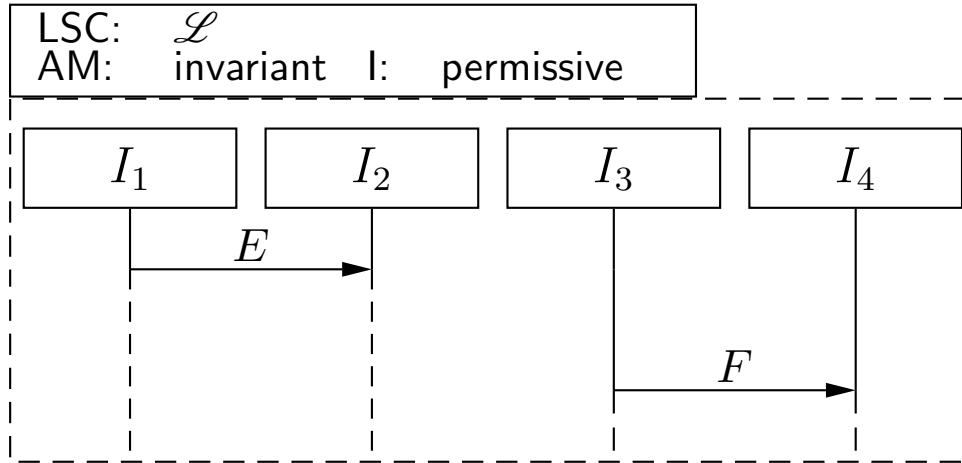 LSC: ℒ
AM: invariant I: permissive
I₁ I₂ I₃ I₄
E
F